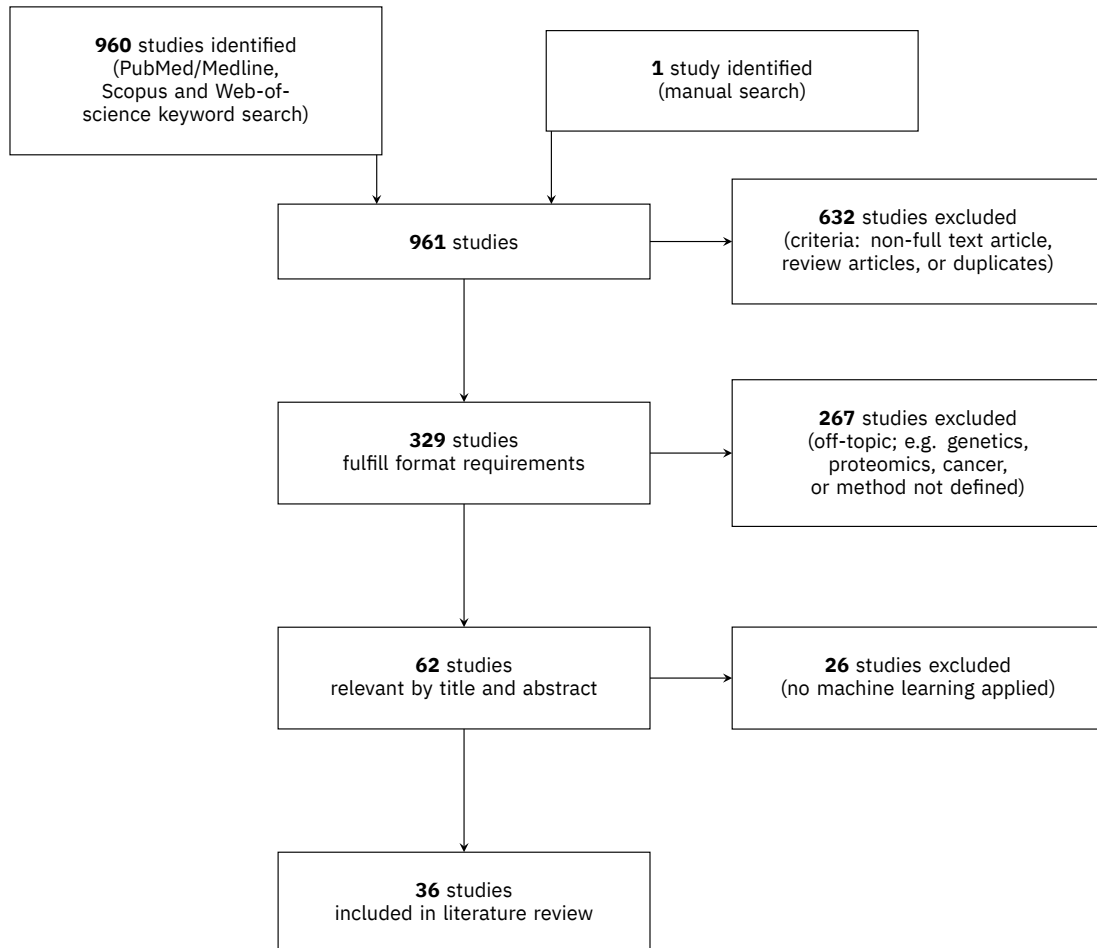 960 studies identified
(PubMed/Medline,
Scopus and Web-of-
science keyword search)
1 study identified
(manual search)
961 studies
632 studies excluded
(criteria: non-full text article,
review articles, or duplicates)
329 studies
fulfill format requirements
267 studies excluded
(off-topic; e.g. genetics,
proteomics, cancer,
or method not defined)
62 studies
relevant by title and abstract
26 studies excluded
(no machine learning applied)
36 studies
included in literature review